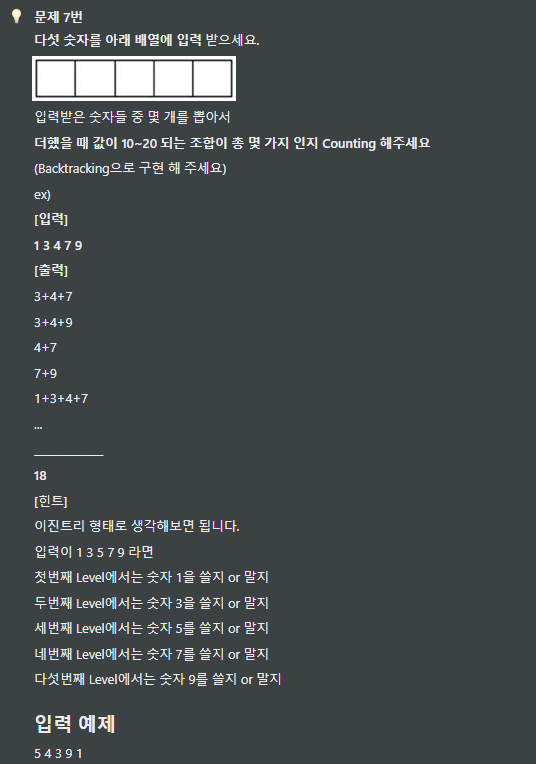 문제 7번
다섯 숫자를 아래 배열에 입력 받으세요.
입력받은 숫자들 중 몇 개를 뽑아서
더했을 때 값이 10~20 되는 조합이 총 몇 가지 인지 Counting 해주세요
(Backtracking으로 구현 해 주세요)
ex)
[입력]
1 3 4 7 9
[출력]
3+4+7
3+4+9
4+7
7+9
1+3+4+7
...
___________
18
[힌트]
이진트리 형태로 생각해보면 됩니다.
입력이 1 3 5 7 9 라면
첫번째 Level에서는 숫자 1을 쓸지 or 말지
두번째 Level에서는 숫자 3을 쓸지 or 말지
세번째 Level에서는 숫자 5를 쓸지 or 말지
네번째 Level에서는 숫자 7를 쓸지 or 말지
다섯번째 Level에서는 숫자 9를 쓸지 or 말지
입력 예제
5 4 3 9 1